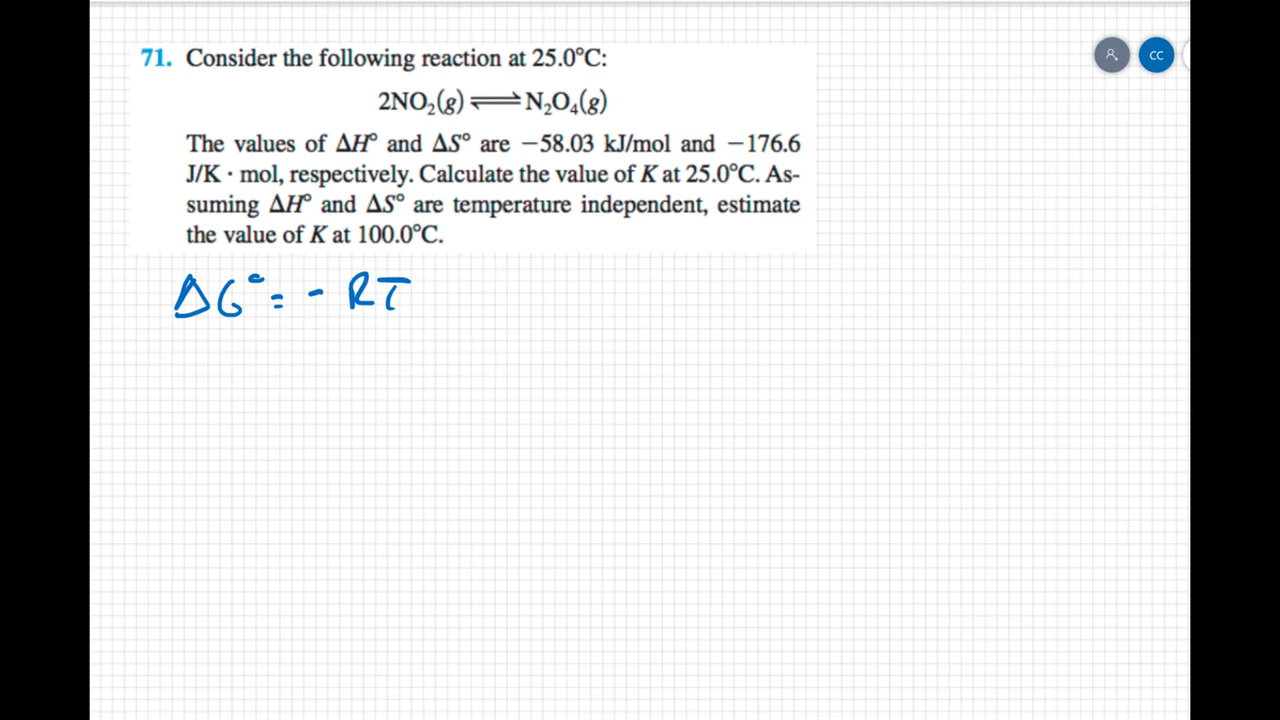 71. Consider the following reaction at 25.0°C:
2NO₂(g) ⇌ N₂O₄(g)
The values of ΔH° and ΔS° are −58.03 kJ/mol and −176.6
J/K · mol, respectively. Calculate the value of K at 25.0°C. As-
suming ΔH° and ΔS° are temperature independent, estimate
the value of K at 100.0°C.
ΔG° = - RT
CC